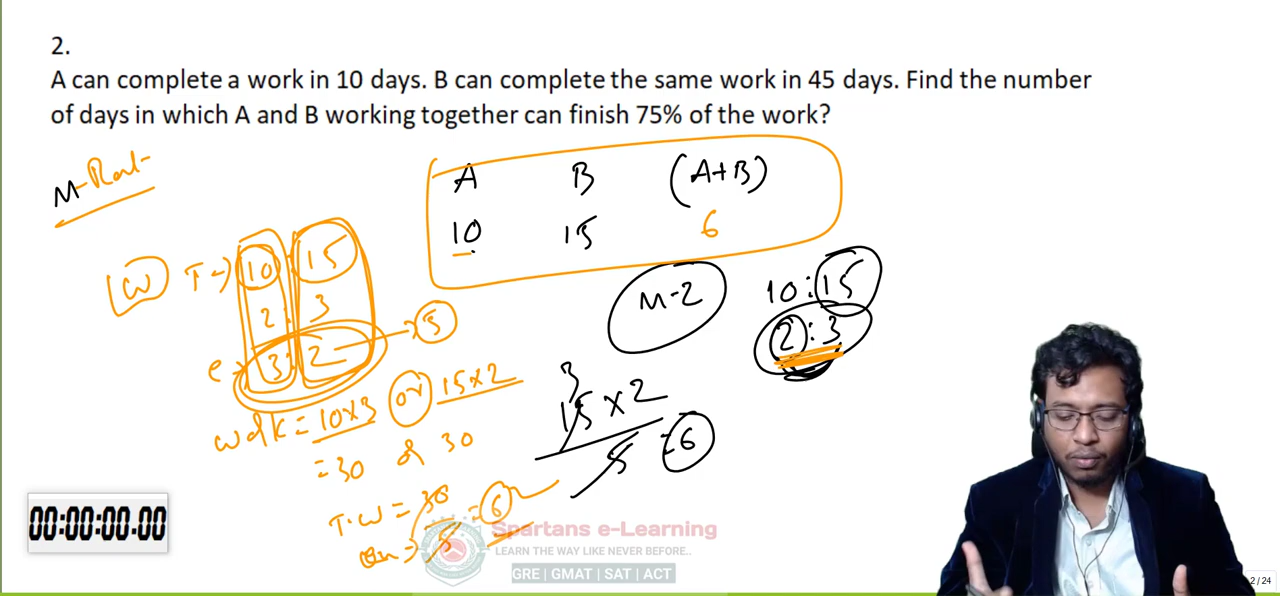 2.
A can complete a work in 10 days. B can complete the same work in 45 days. Find the number
of days in which A and B working together can finish 75% of the work?
M-Rat-
A B (A+B)
10 15 6
W T→ 10 : 15
2 : 3
e→ 3 : 2 → 5
Work = 10×3 or 15×2
= 30 or 30
T.W = 30 = 6
5
M-2
10 : 15
2 : 3
3
15 × 2
5
= 6
00:00:00.00
Spartans e-Learning
LEARN THE WAY LIKE NEVER BEFORE..
GRE | GMAT | SAT | ACT
2 / 24